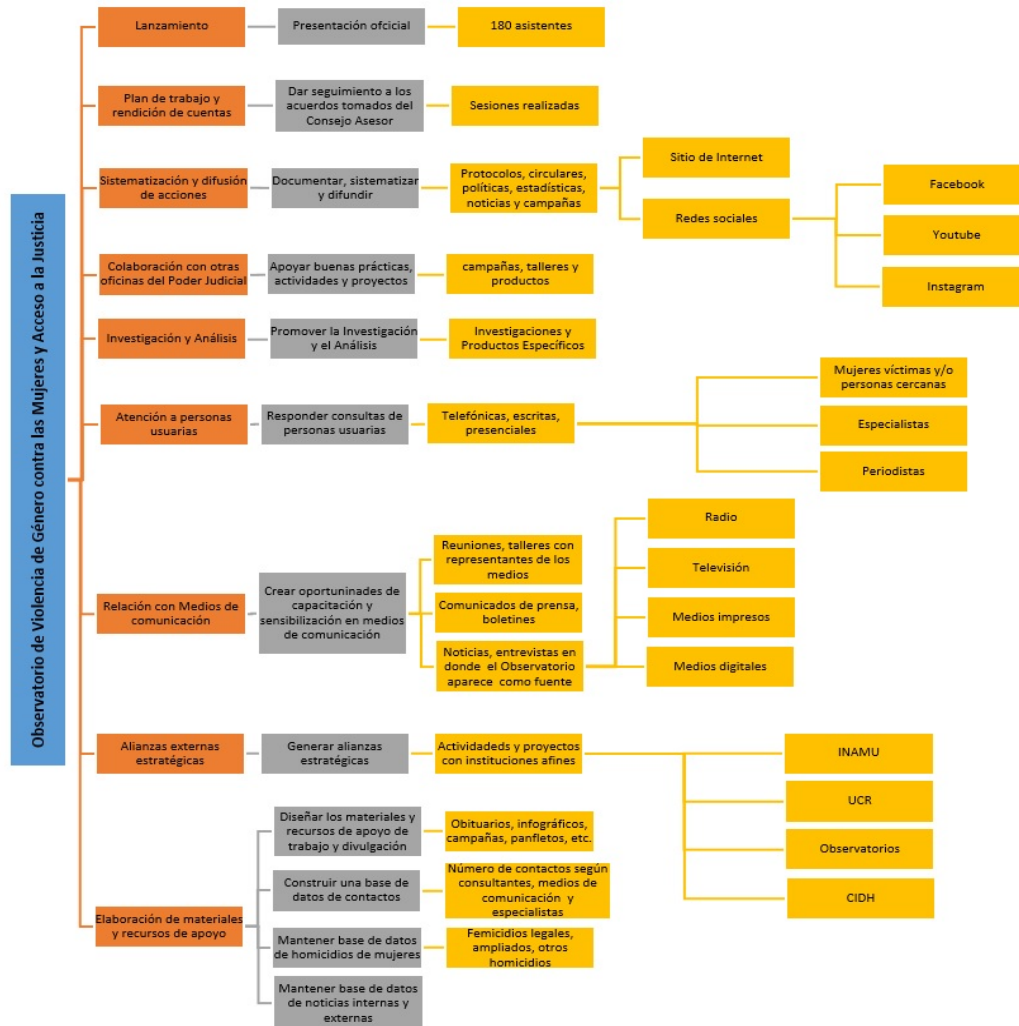 Observatorio de Violencia de Género contra las Mujeres y Acceso a la Justicia
Lanzamiento
Presentación ofcicial
180 asistentes
Plan de trabajo y
rendición de cuentas
Dar seguimiento a los
acuerdos tomados del
Consejo Asesor
Sesiones realizadas
Sistematización y difusión
de acciones
Documentar, sistematizar
y difundir
Protocolos, circulares,
políticas, estadísticas,
noticias y campañas
Sitio de Internet
Redes sociales
Facebook
Youtube
Instagram
Colaboración con otras
oficinas del Poder Judicial
Apoyar buenas prácticas,
actividades y proyectos
campañas, talleres y
productos
Investigación y Análisis
Promover la Investigación
y el Análisis
Investigaciones y
Productos Específicos
Atención a personas
usuarias
Responder consultas de
personas usuarias
Telefónicas, escritas,
presenciales
Mujeres víctimas y/o
personas cercanas
Especialistas
Periodistas
Relación con Medios de
comunicación
Crear oportuninades de
capacitación y
sensibilización en medios
de comunicación
Reuniones, talleres con
representantes de los
medios
Comunicados de prensa,
boletines
Noticias, entrevistas en
donde el Observatorio
aparece como fuente
Radio
Televisión
Medios impresos
Medios digitales
Alianzas externas
estratégicas
Generar alianzas
estratégicas
Actividadeds y proyectos
con instituciones afines
INAMU
UCR
Observatorios
CIDH
Elaboración de materiales
y recursos de apoyo
Diseñar los materiales y
recursos de apoyo de
trabajo y divulgación
Obituarios, infográficos,
campañas, panfletos, etc.
Construir una base de
datos de contactos
Número de contactos según
consultantes, medios de
comunicación y
especialistas
Mantener base de datos
de homicidios de mujeres
Femicidios legales,
ampliados, otros
homicidios
Mantener base de datos
de noticias internas y
externas